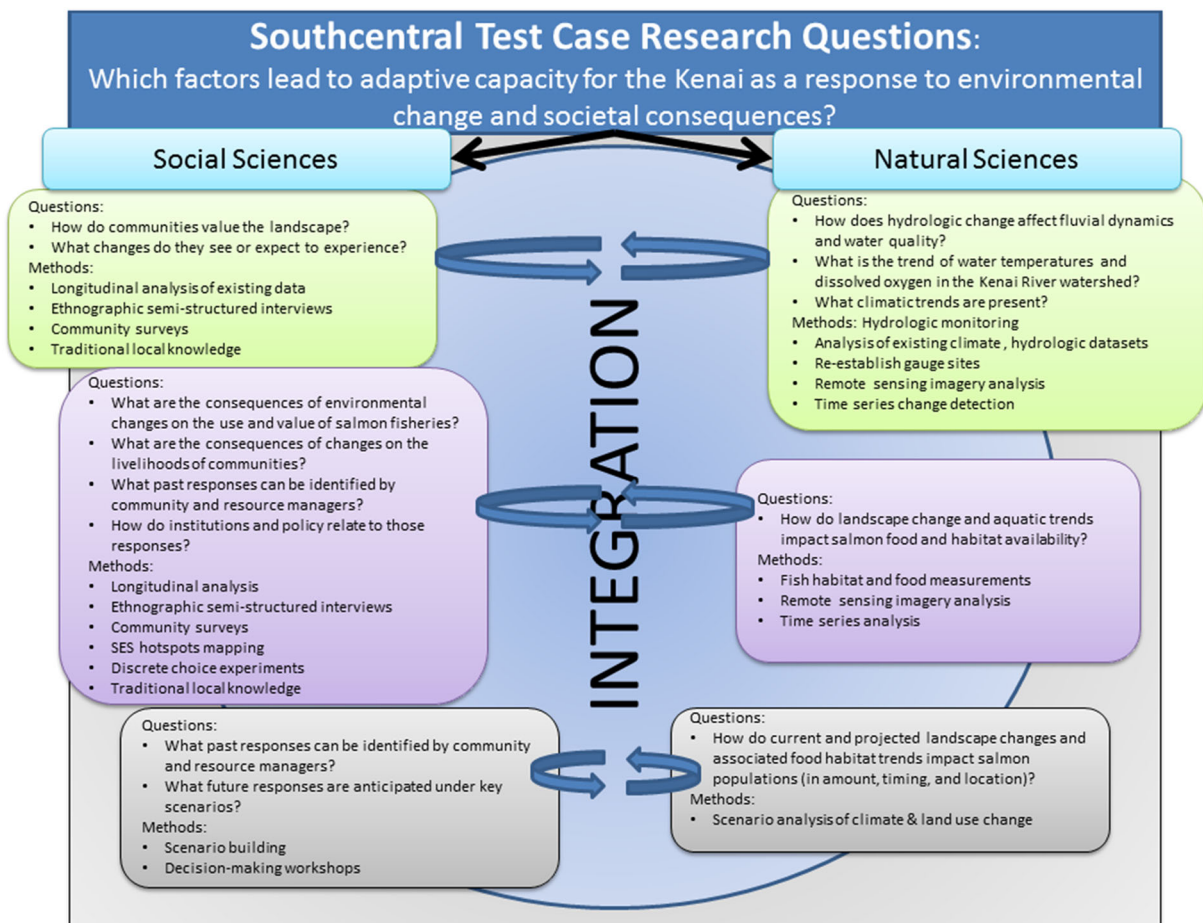 Southcentral Test Case Research Questions:
Which factors lead to adaptive capacity for the Kenai as a response to environmental
change and societal consequences?
Social Sciences
Questions:
• How do communities value the landscape?
• What changes do they see or expect to experience?
Methods:
• Longitudinal analysis of existing data
• Ethnographic semi-structured interviews
• Community surveys
• Traditional local knowledge
Questions:
• What are the consequences of environmental
changes on the use and value of salmon fisheries?
• What are the consequences of changes on the
livelihoods of communities?
• What past responses can be identified by
community and resource managers?
• How do institutions and policy relate to those
responses?
Methods:
• Longitudinal analysis
• Ethnographic semi-structured interviews
• Community surveys
• SES hotspots mapping
• Discrete choice experiments
• Traditional local knowledge
Questions:
• What past responses can be identified by community
and resource managers?
• What future responses are anticipated under key
scenarios?
Methods:
• Scenario building
• Decision-making workshops
INTEGRATION
Natural Sciences
Questions:
• How does hydrologic change affect fluvial dynamics
and water quality?
• What is the trend of water temperatures and
dissolved oxygen in the Kenai River watershed?
• What climatic trends are present?
Methods: Hydrologic monitoring
• Analysis of existing climate , hydrologic datasets
• Re-establish gauge sites
• Remote sensing imagery analysis
• Time series change detection
Questions:
• How do landscape change and aquatic trends
impact salmon food and habitat availability?
Methods:
• Fish habitat and food measurements
• Remote sensing imagery analysis
• Time series analysis
Questions:
• How do current and projected landscape changes and
associated food habitat trends impact salmon
populations (in amount, timing, and location)?
Methods:
• Scenario analysis of climate & land use change